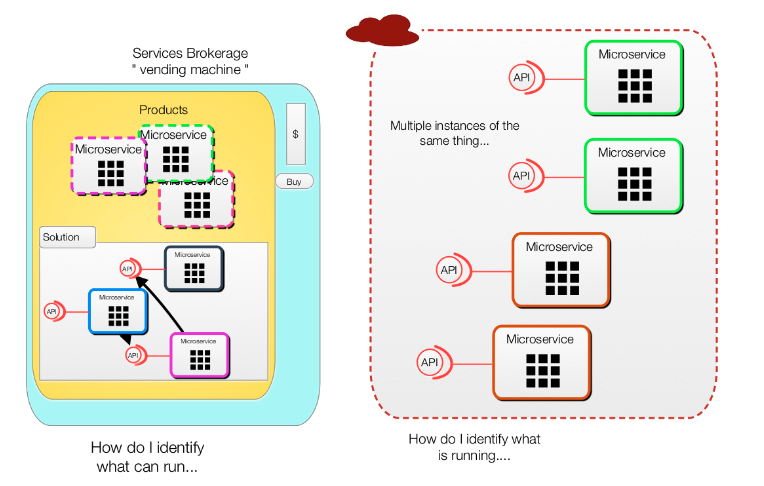 Services Brokerage
" vending machine "
Products
Microservice
Microservice
Microservice
$
Buy
Solution
API
Microservice
API
Microservice
API
Microservice
How do I identify
what can run...
API
Microservice
Multiple instances of the
same thing...
API
Microservice
API
Microservice
API
Microservice
How do I identify what
is running....